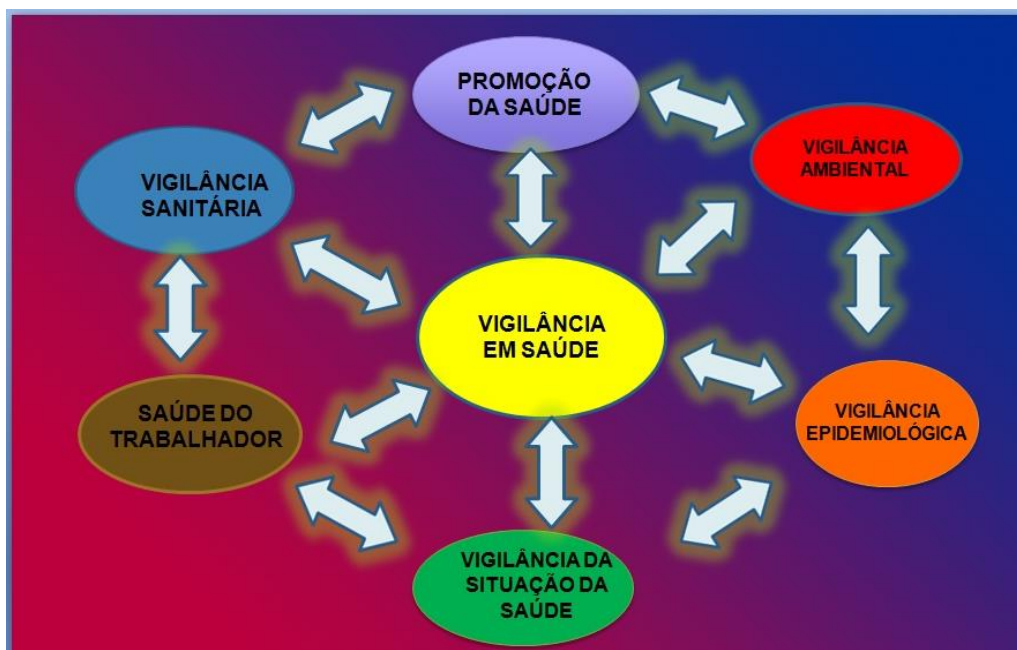 PROMOÇÃO
DA SAÚDE
VIGILÂNCIA
AMBIENTAL
VIGILÂNCIA
SANITÁRIA
VIGILÂNCIA
EM SAÚDE
SAÚDE DO
TRABALHADOR
VIGILÂNCIA
EPIDEMIOLÓGICA
VIGILÂNCIA DA
SITUAÇÃO DA
SAÚDE